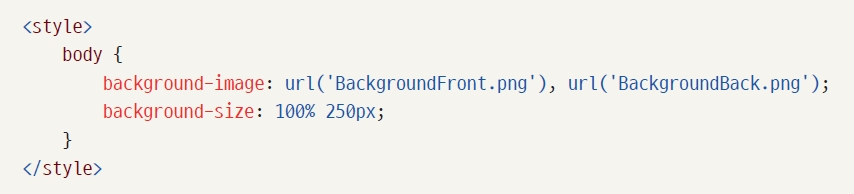 <style>
body {
background-image: url('BackgroundFront.png'), url('BackgroundBack.png');
background-size: 100% 250px;
}
</style>